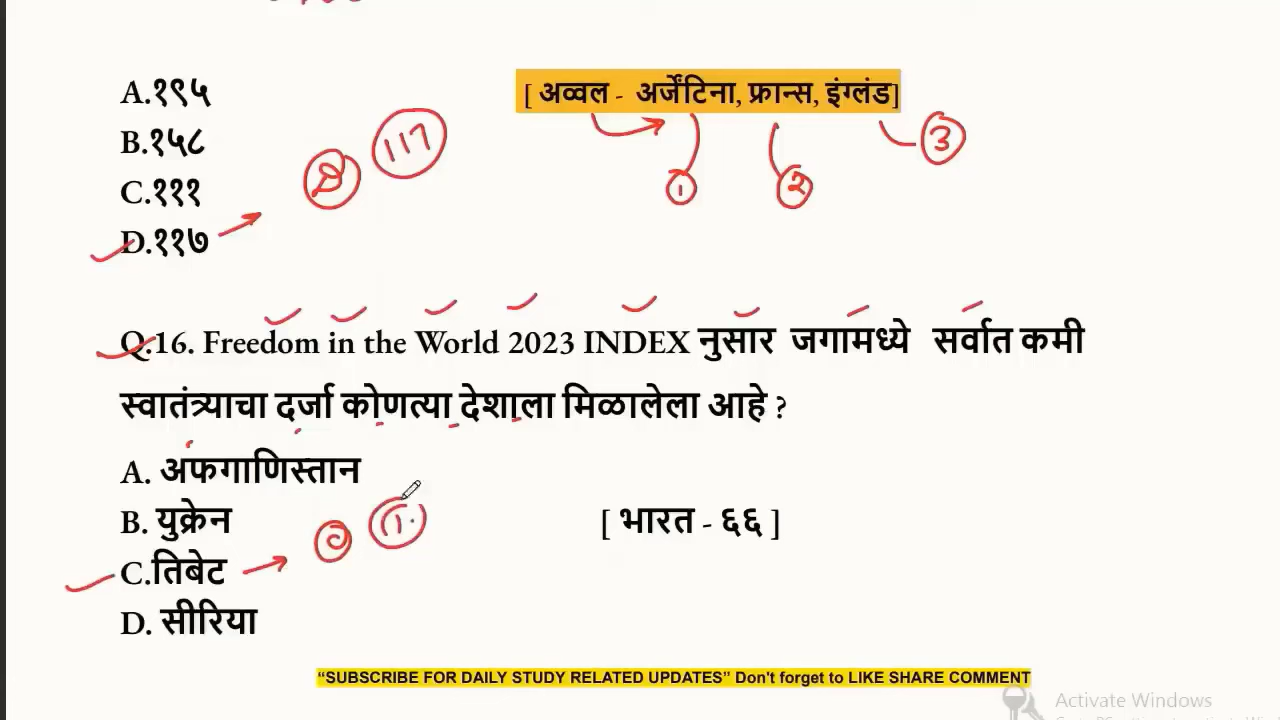 A.१९५
[ अव्वल - अर्जेंटिना, फ्रान्स, इंग्लंड]
B.१५८
117
3
D
1
2
C.१११
D.११७
Q.16. Freedom in the World 2023 INDEX नुसार जगामध्ये सर्वात कमी
स्वातंत्र्याचा दर्जा कोणत्या देशाला मिळालेला आहे ?
A. अफगाणिस्तान
B. युक्रेन
[ भारत - ६६ ]
C.तिबेट
D. सीरिया
“SUBSCRIBE FOR DAILY STUDY RELATED UPDATES” Don't forget to LIKE SHARE COMMENT
Activate Windows